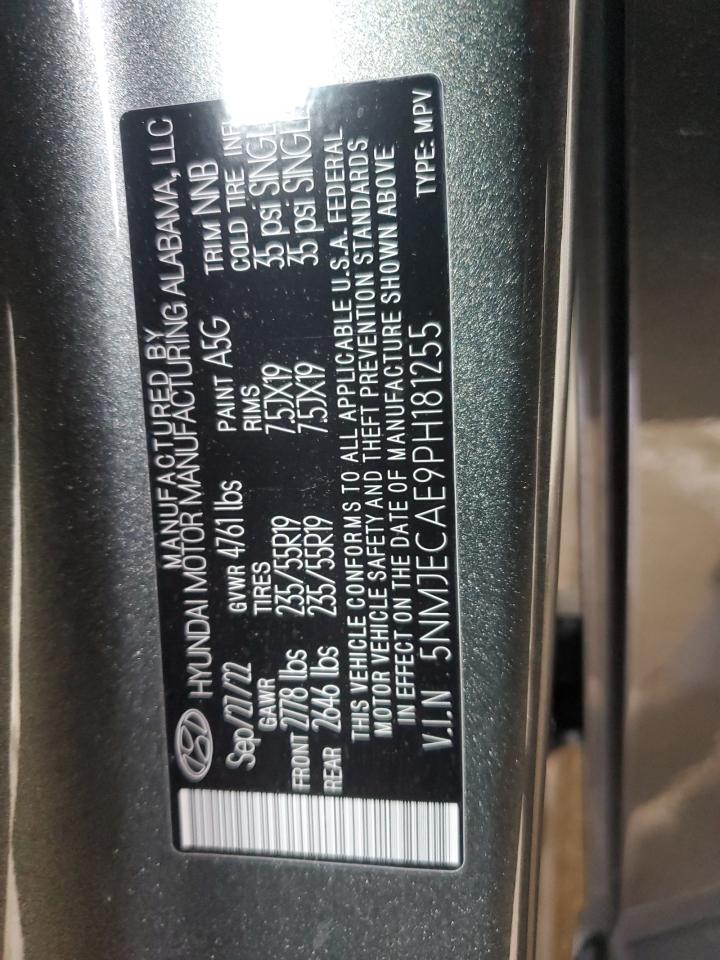 MANUFACTURED BY
HYUNDAI MOTOR MANUFACTURING ALABAMA, LLC
Sep/27/22 GVWR 4761 lbs PAINT A5G TRIM NNB
GAWR TIRES RIMS COLD TIRE
FRONT 2778 lbs 235/55R19 7.5JX19 35 psi SINGLE
REAR 2646 lbs 235/55R19 7.5JX19 35 psi SINGLE
THIS VEHICLE CONFORMS TO ALL APPLICABLE U.S.A. FEDERAL
MOTOR VEHICLE SAFETY AND THEFT PREVENTION STANDARDS
IN EFFECT ON THE DATE OF MANUFACTURE SHOWN ABOVE
V.I.N 5NMJECAE9PH181255 TYPE: MPV